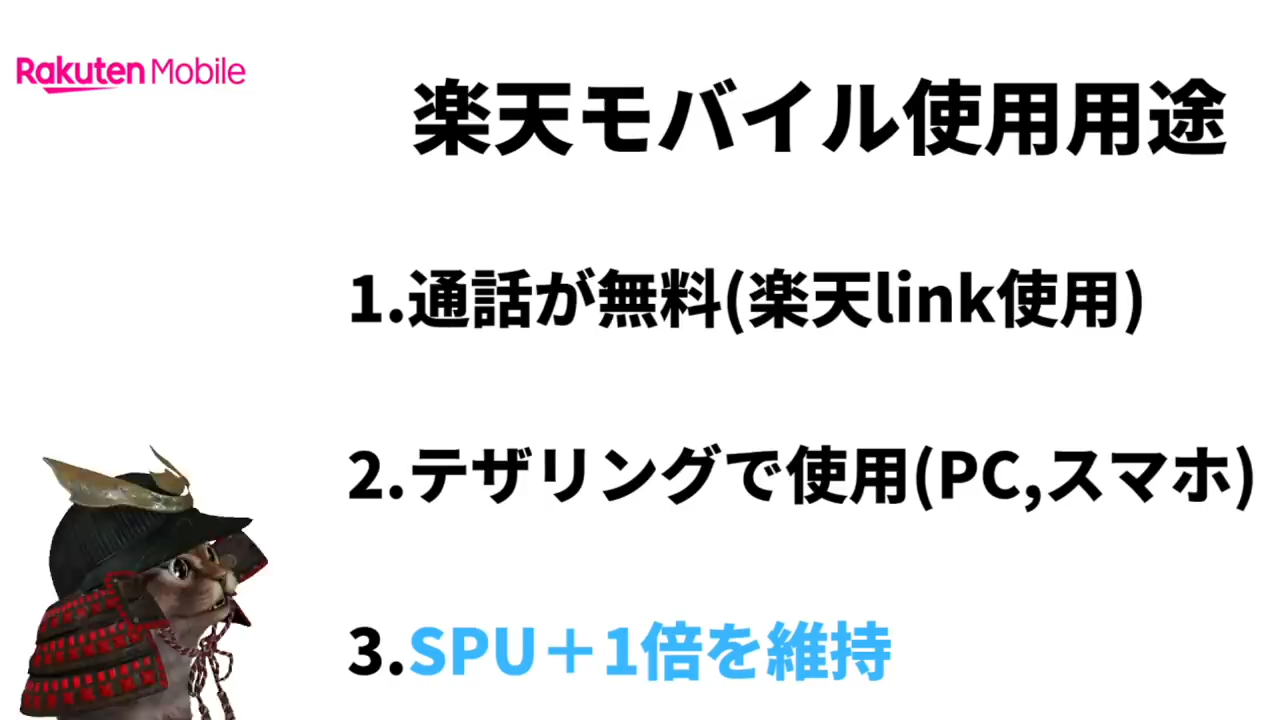 Rakuten Mobile
楽天モバイル使用用途
1.通話が無料(楽天link使用)
2.テザリングで使用(PC,スマホ)
3.SPU＋1倍を維持